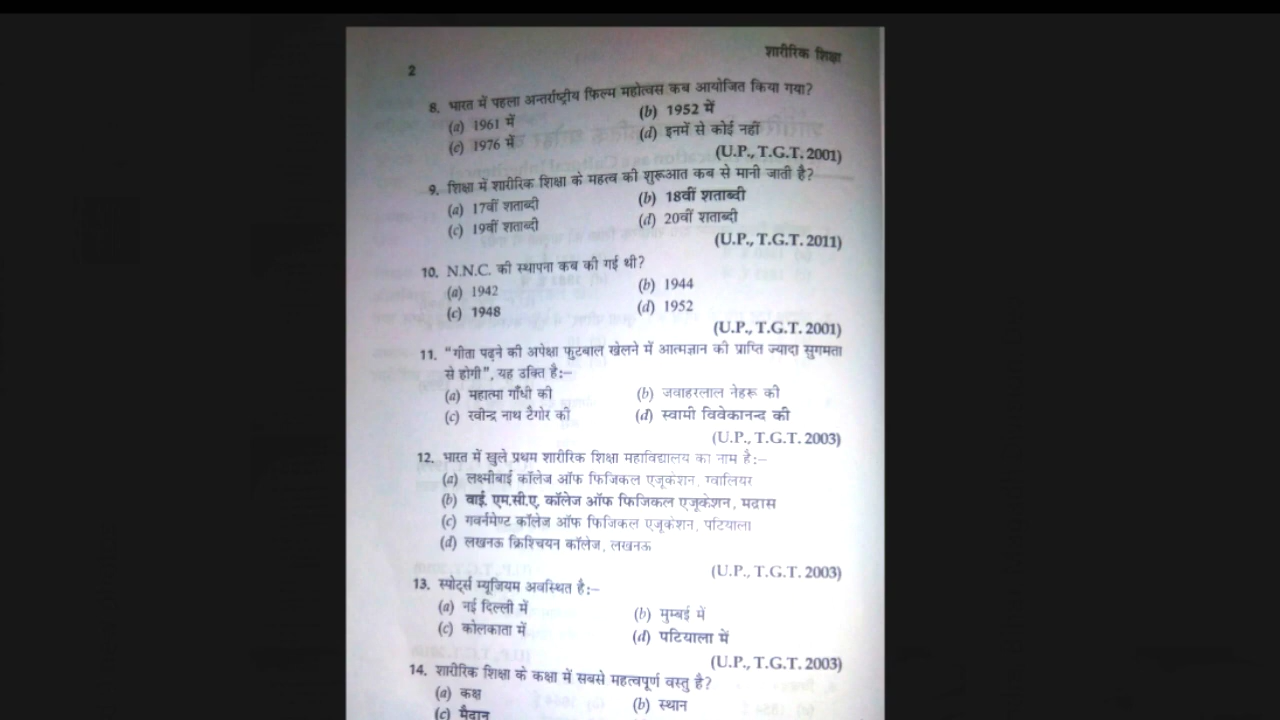 शारीरिक शिक्षा
2
8. भारत में पहला अन्तर्राष्ट्रीय फिल्म महोत्वस कब आयोजित किया गया?
(a) 1961 में (b) 1952 में
(c) 1976 में (d) इनमें से कोई नहीं
(U.P., T.G.T. 2001)
9. शिक्षा में शारीरिक शिक्षा के महत्व की शुरूआत कब से मानी जाती है?
(a) 17वीं शताब्दी (b) 18वीं शताब्दी
(c) 19वीं शताब्दी (d) 20वीं शताब्दी
(U.P., T.G.T. 2011)
10. N.N.C. की स्थापना कब की गई थी?
(a) 1942 (b) 1944
(c) 1948 (d) 1952
(U.P., T.G.T. 2001)
11. "गीता पढ़ने की अपेक्षा फुटबाल खेलने में आत्मज्ञान की प्राप्ति ज्यादा सुगमता
से होगी", यह उक्ति है:–
(a) महात्मा गाँधी की (b) जवाहरलाल नेहरू की
(c) रवीन्द्र नाथ टैगोर की (d) स्वामी विवेकानन्द की
(U.P., T.G.T. 2003)
12. भारत में खुले प्रथम शारीरिक शिक्षा महाविद्यालय का नाम है:–
(a) लक्ष्मीबाई कॉलेज ऑफ फिजिकल एजूकेशन, ग्वालियर
(b) वाई. एम.सी.ए. कॉलेज ऑफ फिजिकल एजूकेशन, मद्रास
(c) गवर्नमेण्ट कॉलेज ऑफ फिजिकल एजूकेशन, पटियाला
(d) लखनऊ क्रिश्चियन कॉलेज, लखनऊ
(U.P., T.G.T. 2003)
13. स्पोर्ट्स म्यूजियम अवस्थित है:–
(a) नई दिल्ली में (b) मुम्बई में
(c) कोलकाता में (d) पटियाला में
(U.P., T.G.T. 2003)
14. शारीरिक शिक्षा के कक्षा में सबसे महत्वपूर्ण वस्तु है?
(a) कक्ष (b) स्थान
(c) मैदान